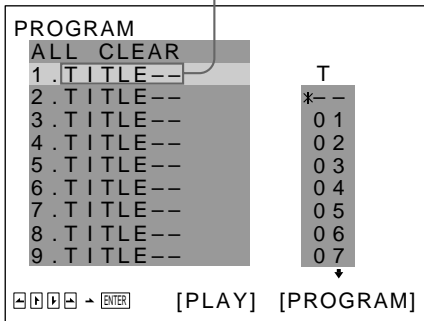 PROGRAM
ALL CLEAR
1.TITLE--
2.TITLE--
3.TITLE--
4.TITLE--
5.TITLE--
6.TITLE--
7.TITLE--
8.TITLE--
9.TITLE--
T
*--
01
02
03
04
05
06
07
ENTER [PLAY] [PROGRAM]